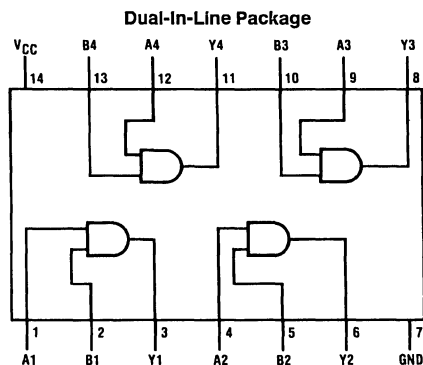 Dual-In-Line Package
VCC B4 A4 Y4 B3 A3 Y3
14 13 12 11 10 9 8
1 2 3 4 5 6 7
A1 B1 Y1 A2 B2 Y2 GND